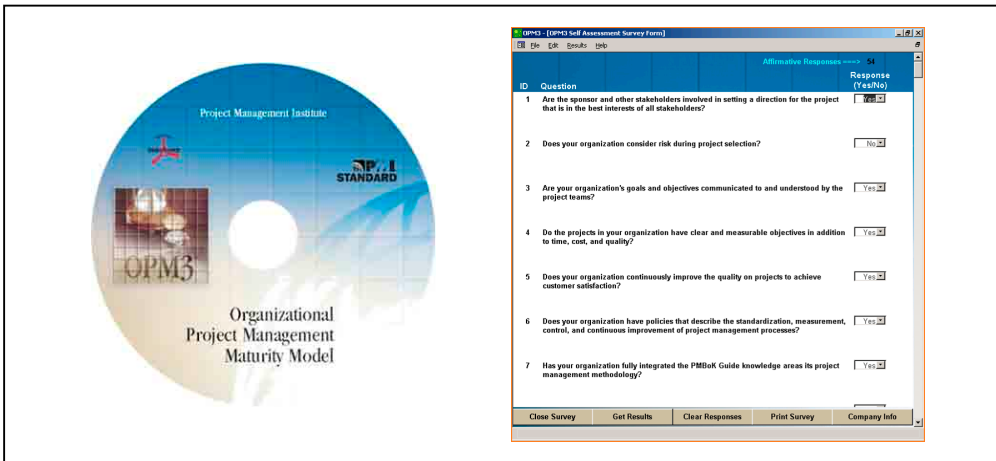 Project Management Institute
STANDARD
OPM3
Organizational
Project Management
Maturity Model
OPM3 - [OPM3 Self Assessment Survey Form]
File Edit Results Help
Affirmative Responses ===> 54
Response
ID Question (Yes/No)
1 Are the sponsor and other stakeholders involved in setting a direction for the project Yes
that is in the best interests of all stakeholders?
2 Does your organization consider risk during project selection? No
3 Are your organization's goals and objectives communicated to and understood by the Yes
project teams?
4 Do the projects in your organization have clear and measurable objectives in addition Yes
to time, cost, and quality?
5 Does your organization continuously improve the quality on projects to achieve Yes
customer satisfaction?
6 Does your organization have policies that describe the standardization, measurement, Yes
control, and continuous improvement of project management processes?
7 Has your organization fully integrated the PMBoK Guide knowledge areas its project Yes
management methodology?
Close Survey Get Results Clear Responses Print Survey Company Info